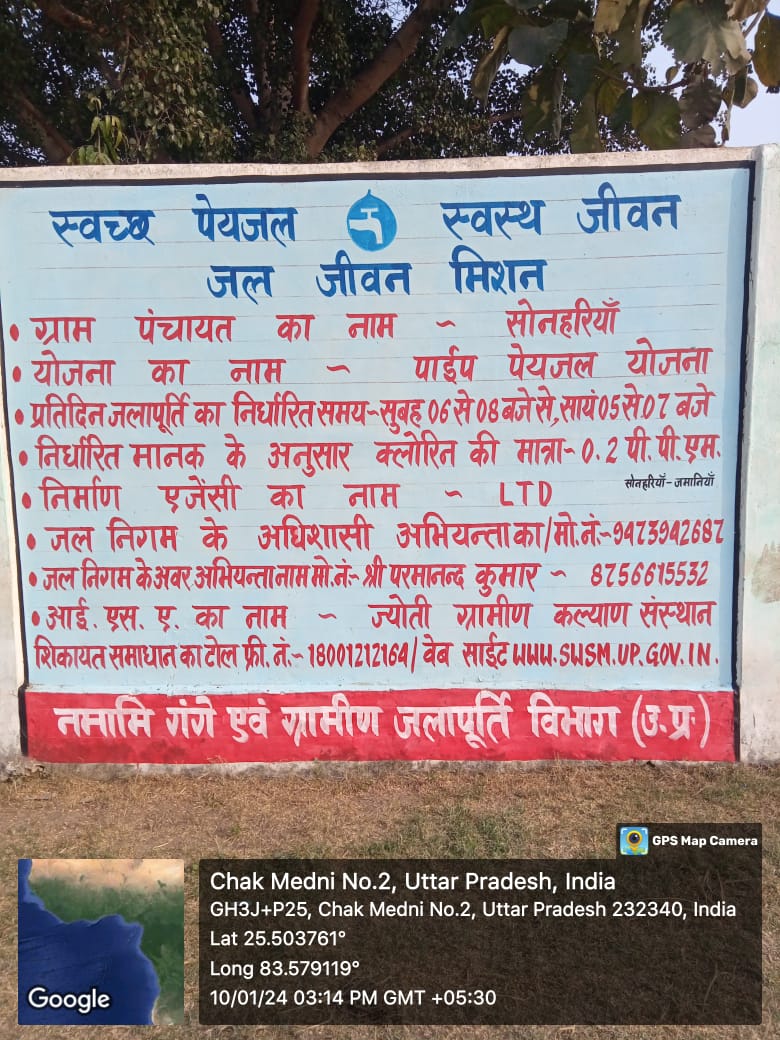 स्वच्छ पेयजल स्वस्थ जीवन
जल जीवन मिशन
• ग्राम पंचायत का नाम ~ सोनहरियाँ
• योजना का नाम ~ पाईप पेयजल योजना
• प्रतिदिन जलापूर्ति का निर्धारित समय~सुबह 06 से 08 बजे से, सायं 05 से 07 बजे
• निर्धारित मानक के अनुसार क्लोरिन की मात्रा~ 0.2 पी.पी.एम.
• निर्माण एजेंसी का नाम ~ LTD
सोनहरियाँ-जमानियाँ
• जल निगम के अधिशासी अभियन्ता का/मो.नं:-9473942687
• जल निगम के अवर अभियन्ता नाम मो.नं:- श्री परमानन्द कुमार ~ 8756615532
• आई. एस. ए. का नाम ~ ज्योती ग्रामीण कल्याण संस्थान
शिकायत समाधान का टोल फ्री. नं.- 18001212164/ वेब साईट WWW.SWSM.UP.GOV.IN.
नमामि गंगे एवं ग्रामीण जलापूर्ति विभाग (उ.प्र.)
GPS Map Camera
Chak Medni No.2, Uttar Pradesh, India
GH3J+P25, Chak Medni No.2, Uttar Pradesh 232340, India
Lat 25.503761°
Long 83.579119°
10/01/24 03:14 PM GMT +05:30
Google